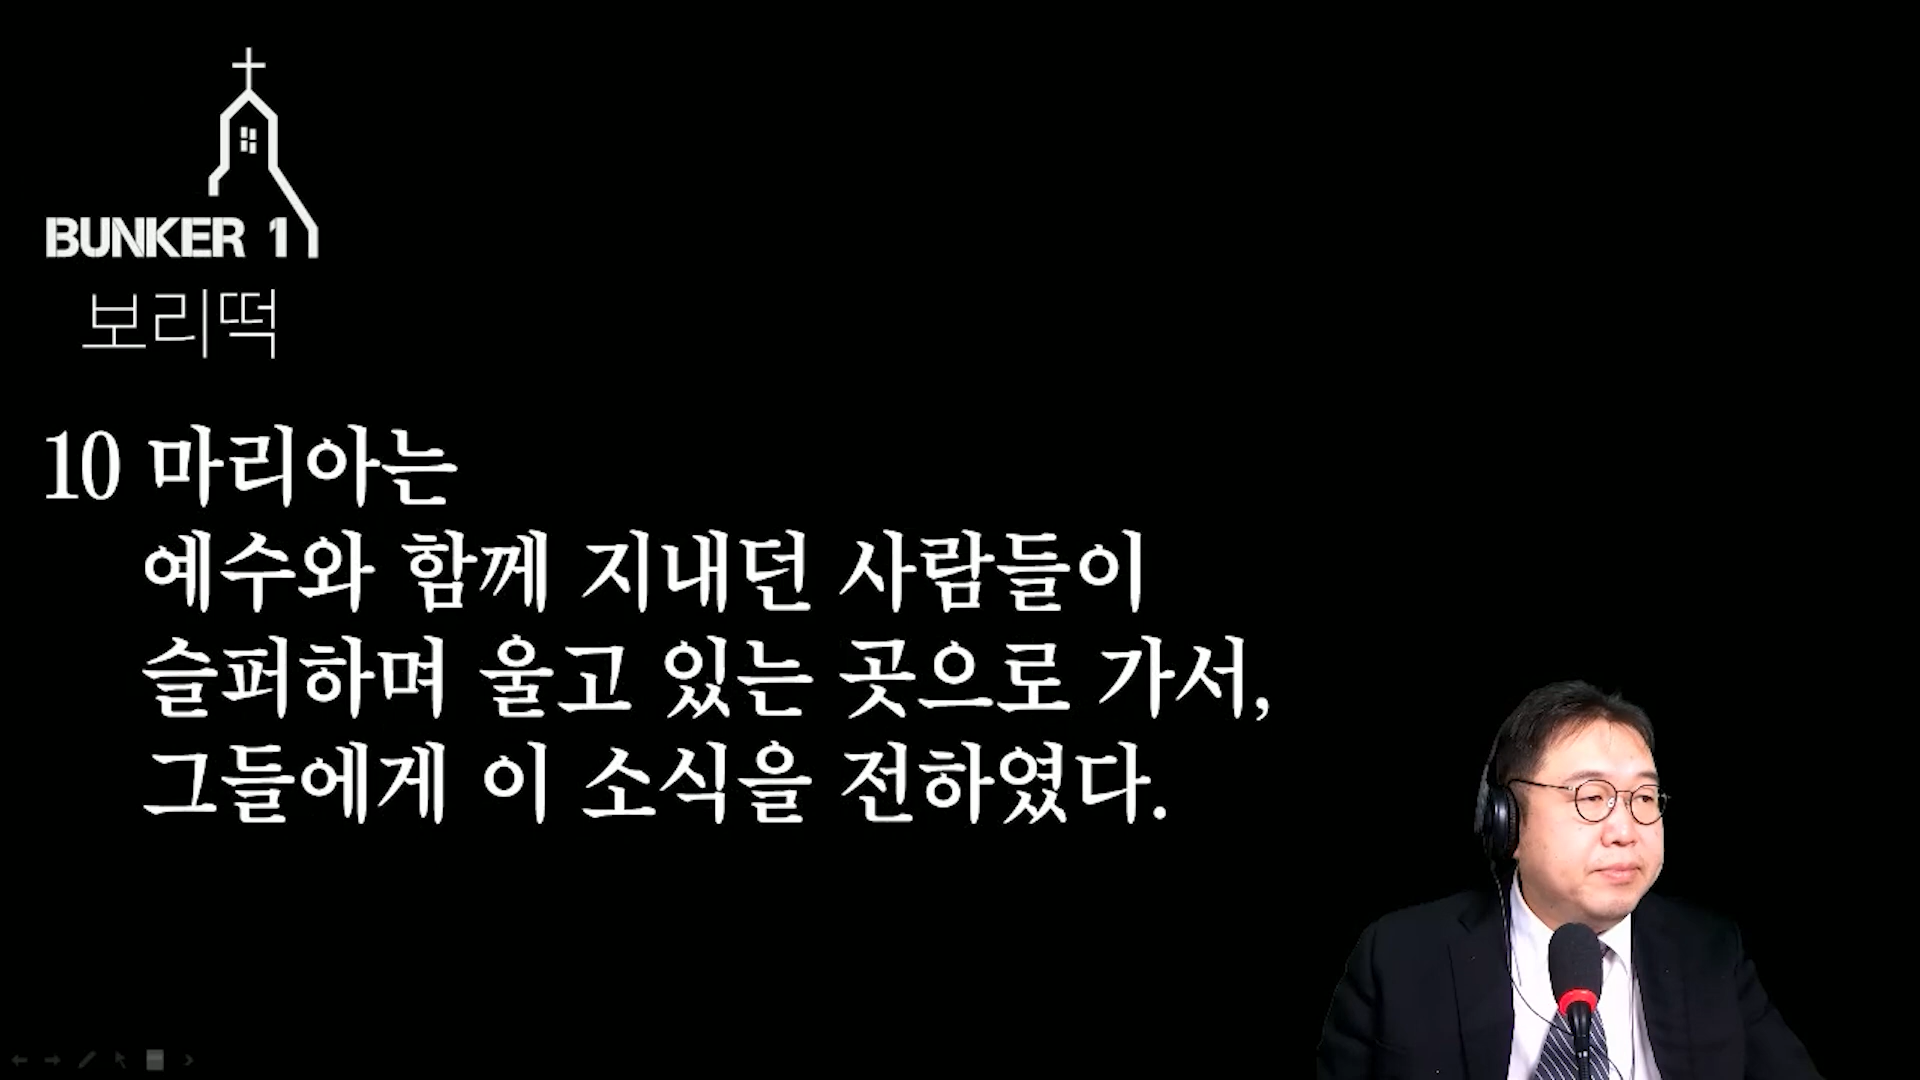 BUNKER 1
보리떡
10 마리아는
예수와 함께 지내던 사람들이
슬퍼하며 울고 있는 곳으로 가서,
그들에게 이 소식을 전하였다.